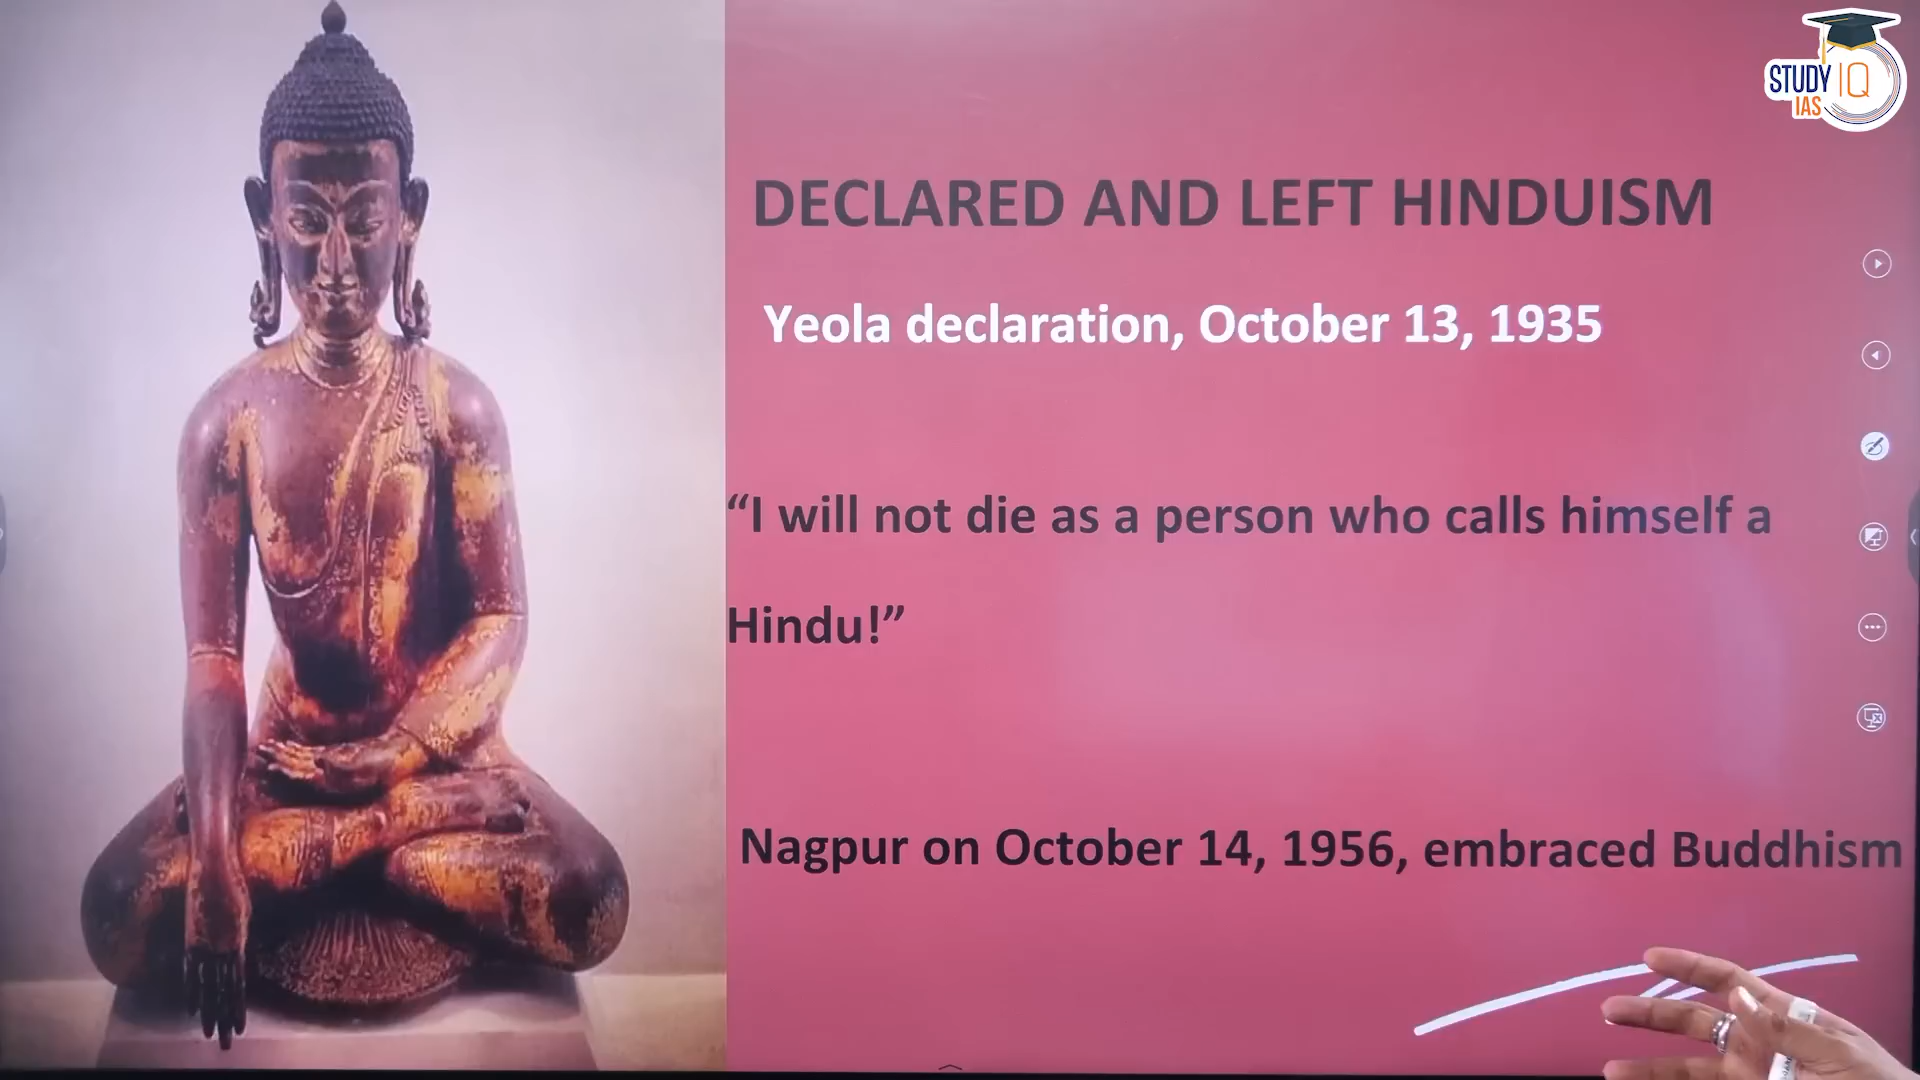 STUDY IQ
IAS
DECLARED AND LEFT HINDUISM
Yeola declaration, October 13, 1935
“I will not die as a person who calls himself a
Hindu!”
Nagpur on October 14, 1956, embraced Buddhism